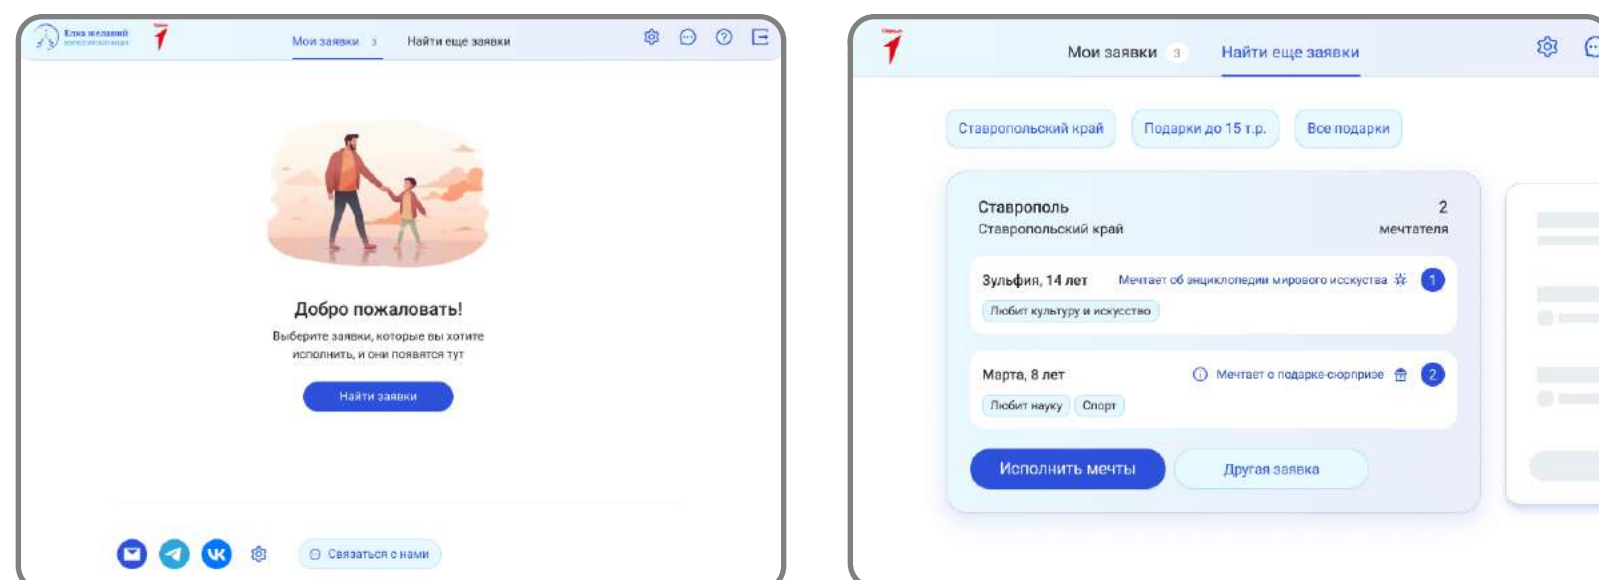 Елка желаний
Мои заявки 3
Найти еще заявки
Добро пожаловать!
Выберите заявки, которые вы хотите
исполнить, и они появятся тут
Найти заявки
Связаться с нами
Мои заявки 3
Найти еще заявки
Ставропольский край
Подарки до 15 т.р.
Все подарки
Ставрополь
2
Ставропольский край
мечтателя
Зульфия, 14 лет
Мечтает об энциклопедии мирового исскуства
1
Любит культуру и искусство
Марта, 8 лет
Мечтает о подарке-сюрпризе
2
Любит науку
Спорт
Исполнить мечты
Другая заявка